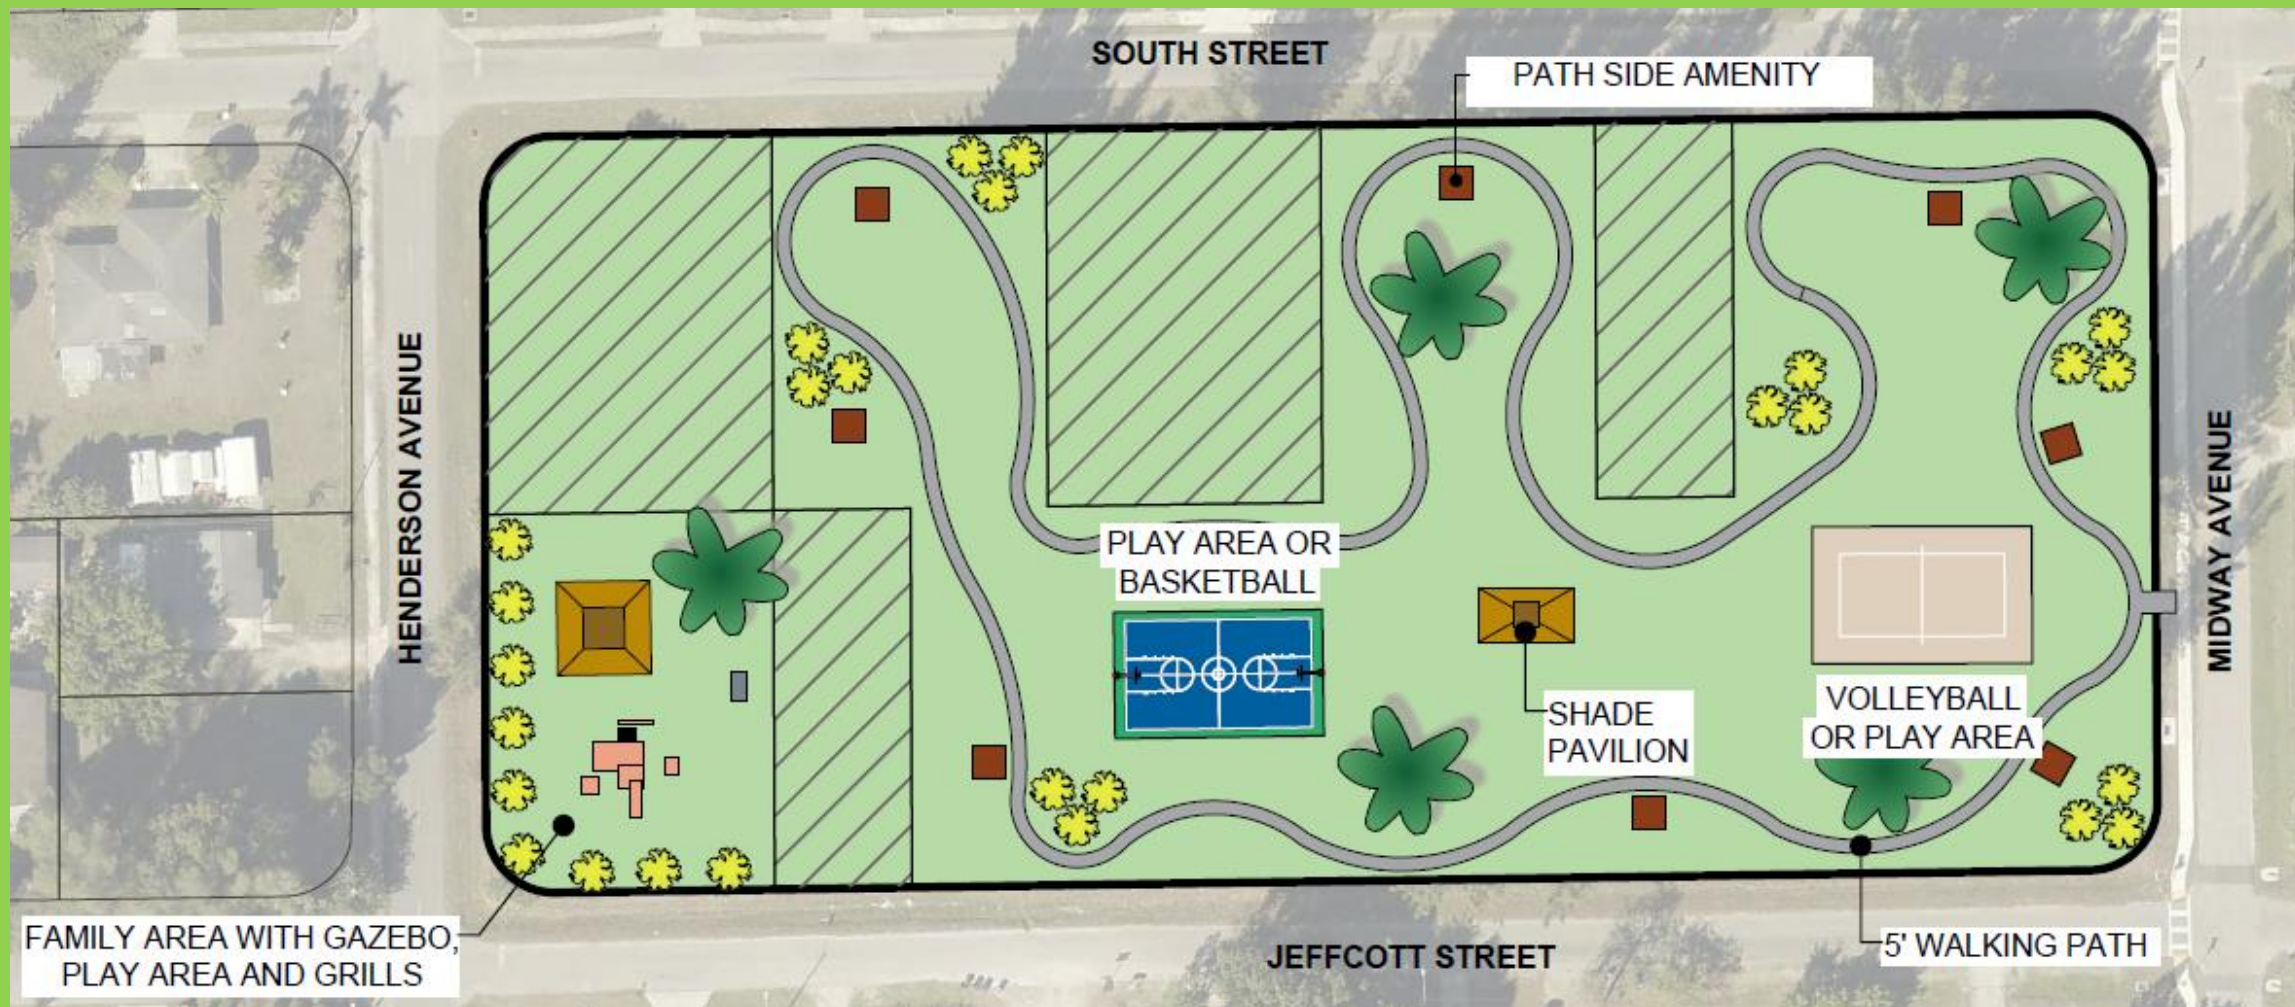 SOUTH STREET
PATH SIDE AMENITY
HENDERSON AVENUE
PLAY AREA OR
BASKETBALL
MIDWAY AVENUE
SHADE
PAVILION
VOLLEYBALL
OR PLAY AREA
FAMILY AREA WITH GAZEBO,
PLAY AREA AND GRILLS
JEFFCOTT STREET
5' WALKING PATH